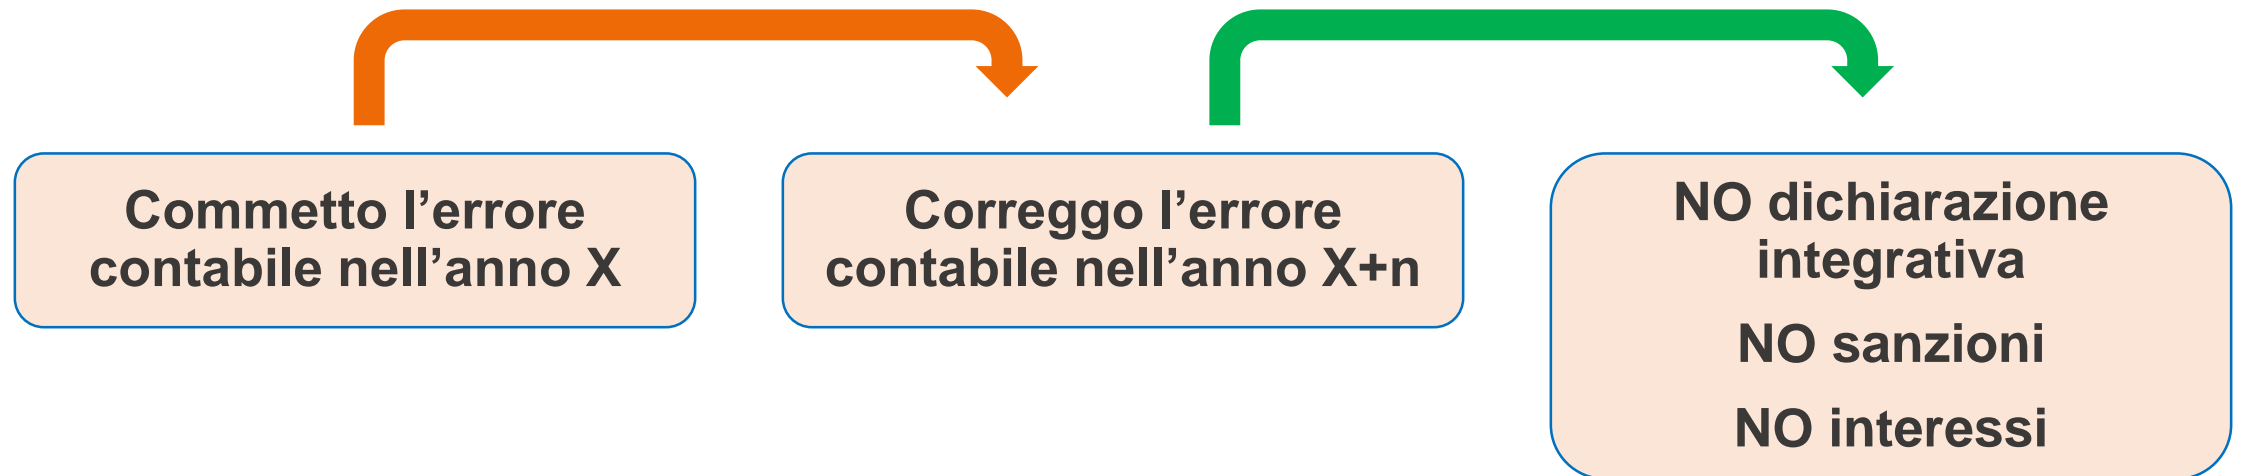 Commetto l’errore
contabile nell’anno X
Correggo l’errore
contabile nell’anno X+n
NO dichiarazione
integrativa
NO sanzioni
NO interessi